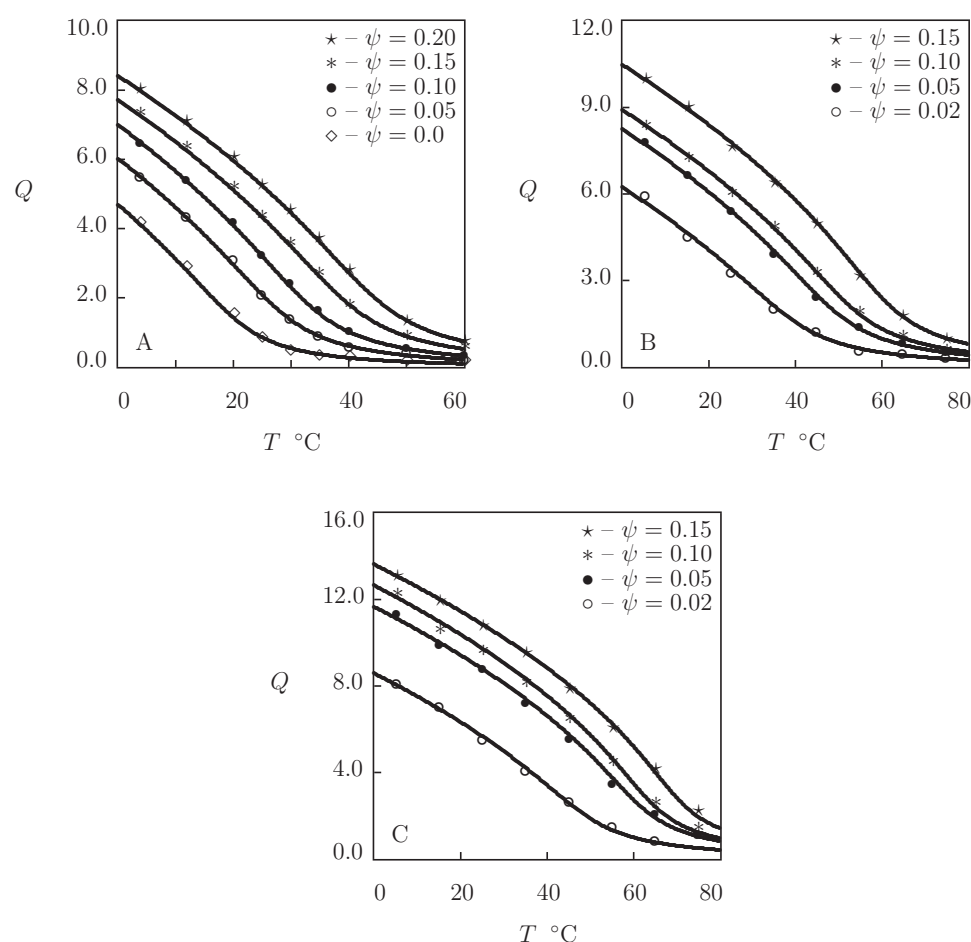 10.0
8.0
6.0
4.0
2.0
0.0
Q
★ – ψ = 0.20
* – ψ = 0.15
● – ψ = 0.10
○ – ψ = 0.05
◇ – ψ = 0.0
A
0 20 40 60
T °C
12.0
9.0
6.0
3.0
0.0
Q
★ – ψ = 0.15
* – ψ = 0.10
● – ψ = 0.05
○ – ψ = 0.02
B
0 20 40 60 80
T °C
16.0
12.0
8.0
4.0
0.0
Q
★ – ψ = 0.15
* – ψ = 0.10
● – ψ = 0.05
○ – ψ = 0.02
C
0 20 40 60 80
T °C